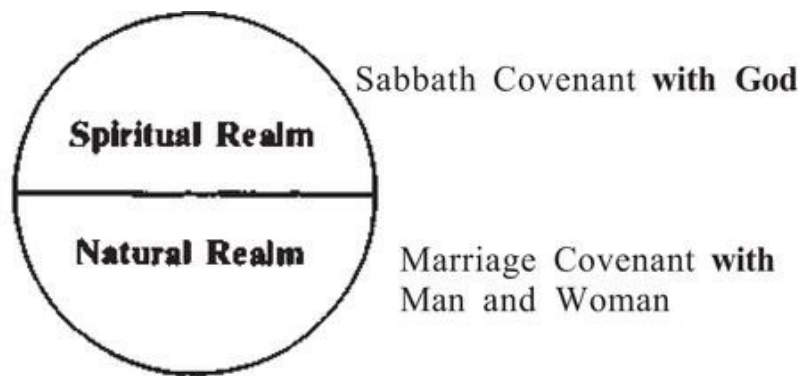 Sabbath Covenant with God
Spiritual Realm
Natural Realm
Marriage Covenant with
Man and Woman